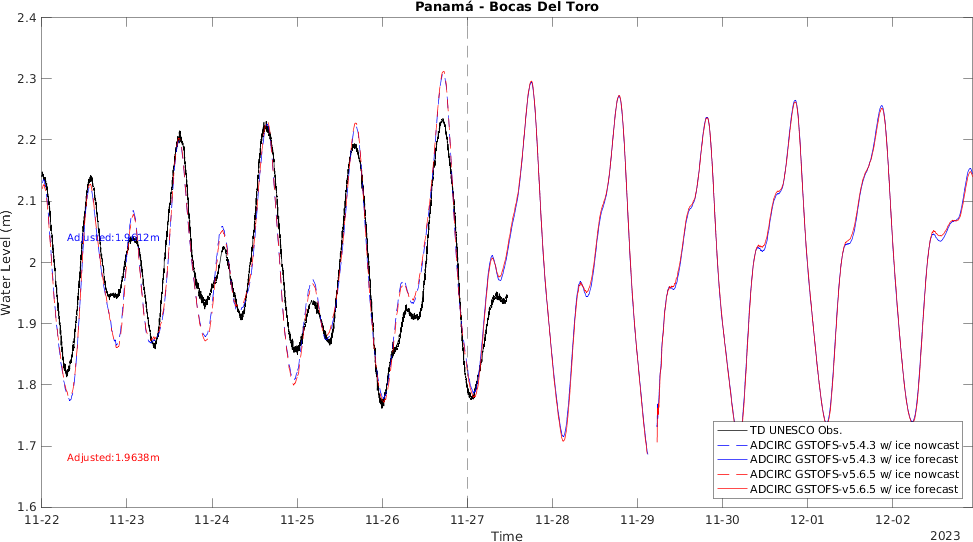 Panamá - Bocas Del Toro
2.4
2.3
2.2
2.1
2
1.9
1.8
1.7
1.6
Water Level (m)
Adjusted:1.9612m
Adjusted:1.9638m
TD UNESCO Obs.
ADCIRC GSTOFS-v5.4.3 w/ ice nowcast
ADCIRC GSTOFS-v5.4.3 w/ ice forecast
ADCIRC GSTOFS-v5.6.5 w/ ice nowcast
ADCIRC GSTOFS-v5.6.5 w/ ice forecast
11-22 11-23 11-24 11-25 11-26 11-27 11-28 11-29 11-30 12-01 12-02
Time
2023